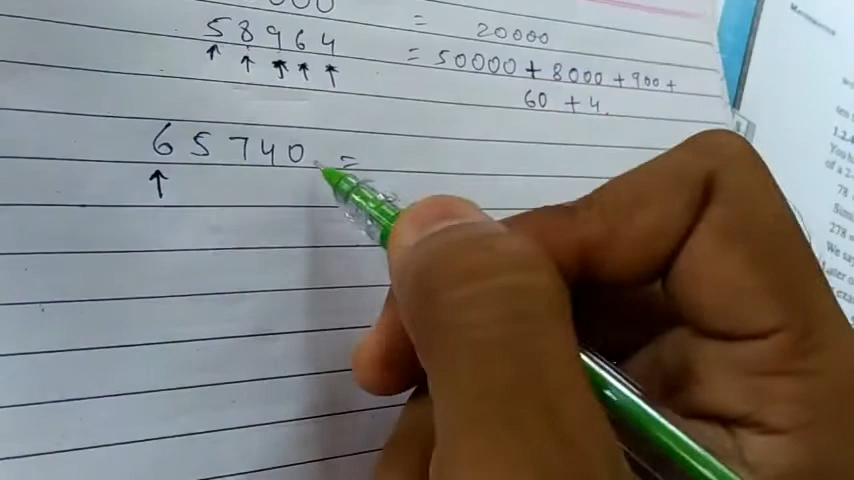 58964
= 20000
= 50000 + 8000 + 900 +
60 + 4.
65740 =